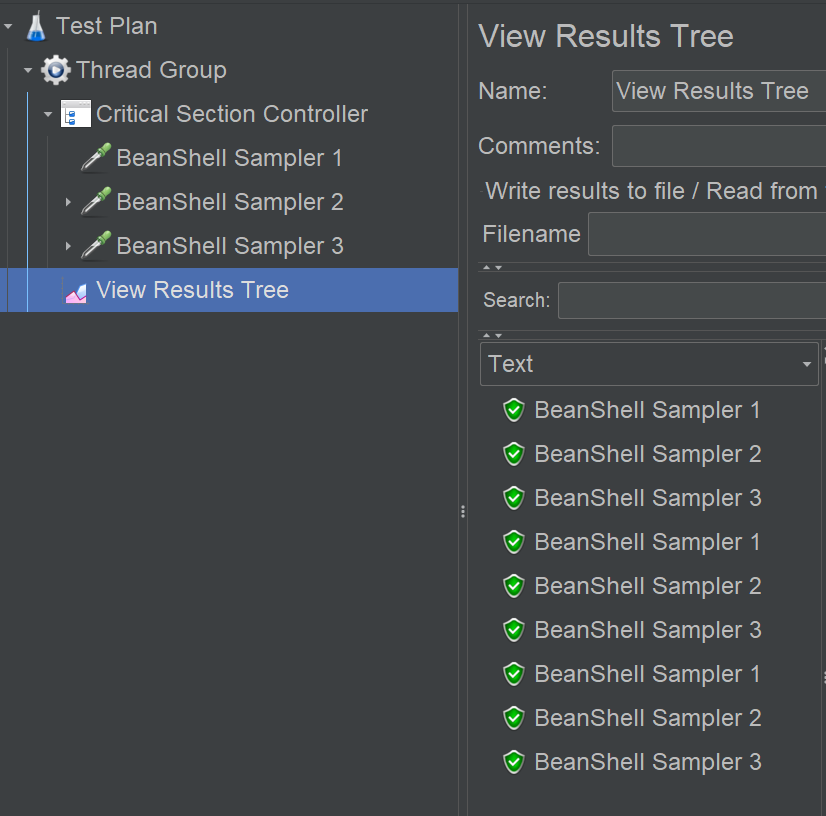 Test Plan
Thread Group
Critical Section Controller
BeanShell Sampler 1
BeanShell Sampler 2
BeanShell Sampler 3
View Results Tree
View Results Tree
Name: View Results Tree
Comments:
Write results to file / Read from
Filename
Search:
Text
BeanShell Sampler 1
BeanShell Sampler 2
BeanShell Sampler 3
BeanShell Sampler 1
BeanShell Sampler 2
BeanShell Sampler 3
BeanShell Sampler 1
BeanShell Sampler 2
BeanShell Sampler 3